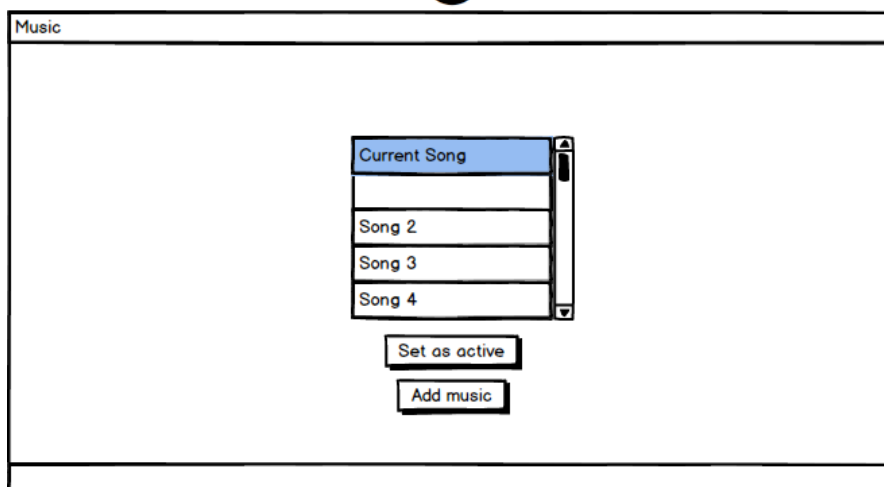 Music
Current Song
Song 2
Song 3
Song 4
Set as active
Add music